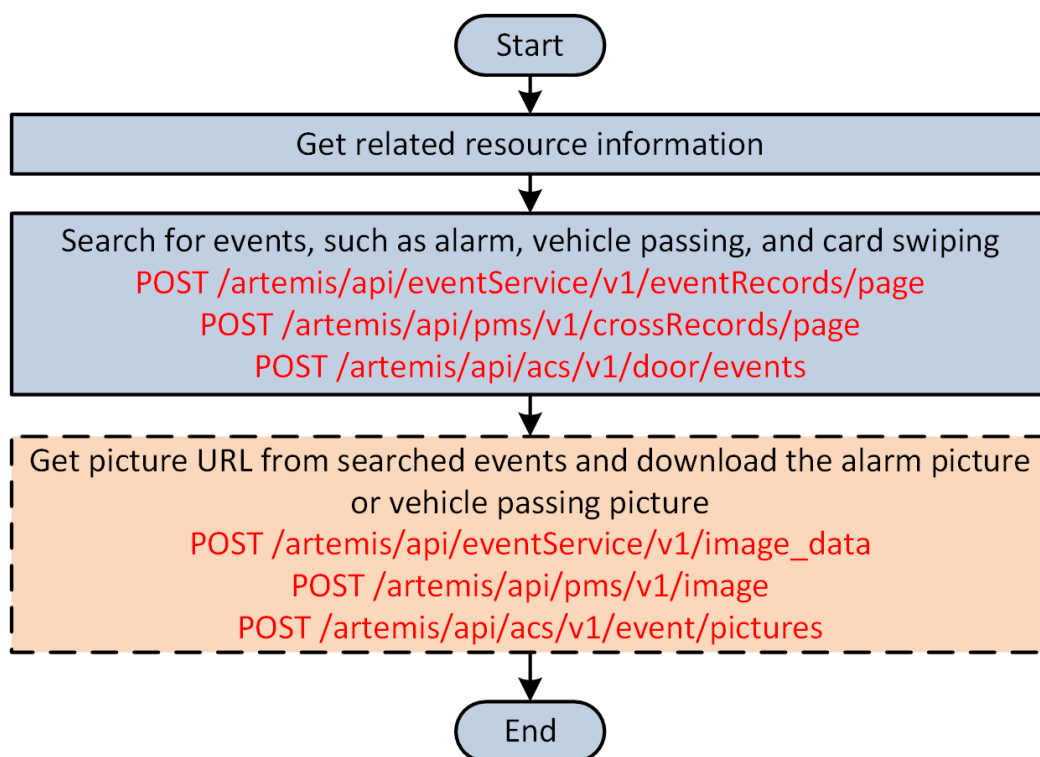 Start
Get related resource information
Search for events, such as alarm, vehicle passing, and card swiping
POST /artemis/api/eventService/v1/eventRecords/page
POST /artemis/api/pms/v1/crossRecords/page
POST /artemis/api/acs/v1/door/events
Get picture URL from searched events and download the alarm picture
or vehicle passing picture
POST /artemis/api/eventService/v1/image_data
POST /artemis/api/pms/v1/image
POST /artemis/api/acs/v1/event/pictures
End